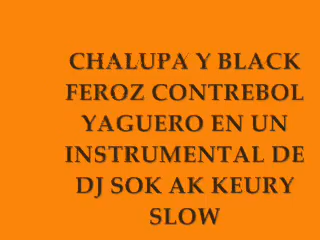 CHALUPA Y BLACK
FEROZ CONTREBOL
YAGUERO EN UN
INSTRUMENTAL DE
DJ SOK AK KEURY
SLOW